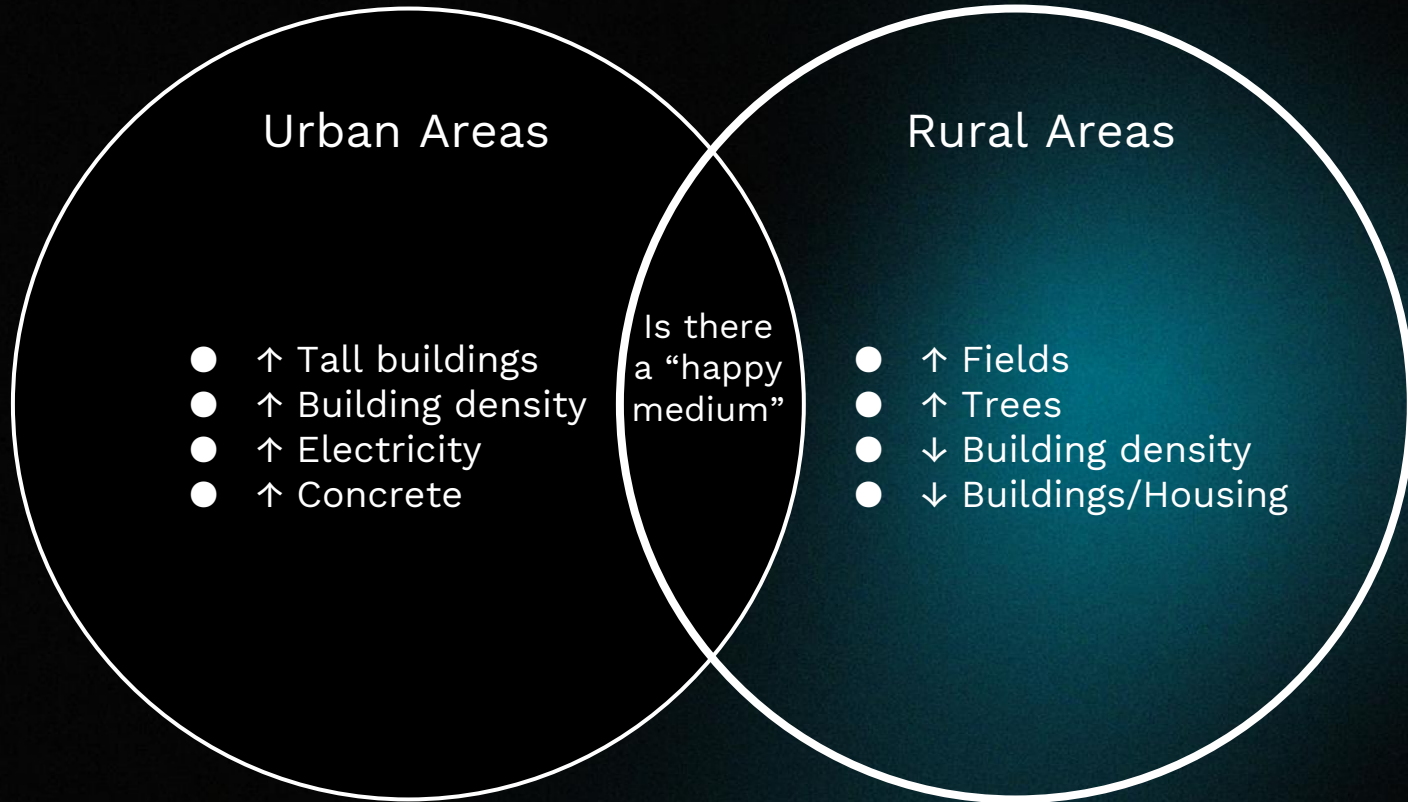 Urban Areas
● ↑ Tall buildings
● ↑ Building density
● ↑ Electricity
● ↑ Concrete
Is there
a “happy
medium”
Rural Areas
● ↑ Fields
● ↑ Trees
● ↓ Building density
● ↓ Buildings/Housing